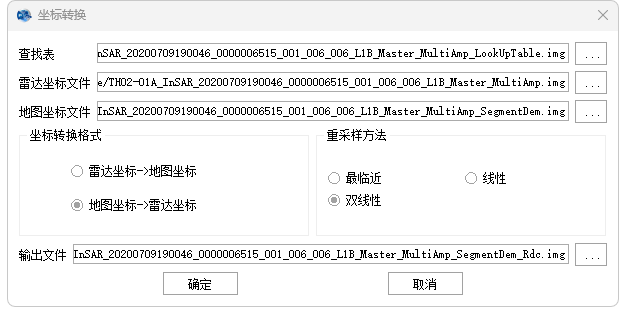 坐标转换
查找表 nSAR_20200709190046_0000006515_001_006_006_L1B_Master_MultiAmp_LookUpTable.img ...
雷达坐标文件 e/TH02-01A_InSAR_20200709190046_0000006515_001_006_006_L1B_Master_MultiAmp.img ...
地图坐标文件 InSAR_20200709190046_0000006515_001_006_006_L1B_Master_MultiAmp_SegmentDem.img ...
坐标转换格式 重采样方法
雷达坐标->地图坐标 最临近 线性
地图坐标->雷达坐标 双线性
输出文件 InSAR_20200709190046_0000006515_001_006_006_L1B_Master_MultiAmp_SegmentDem_Rdc.img ...
确定 取消